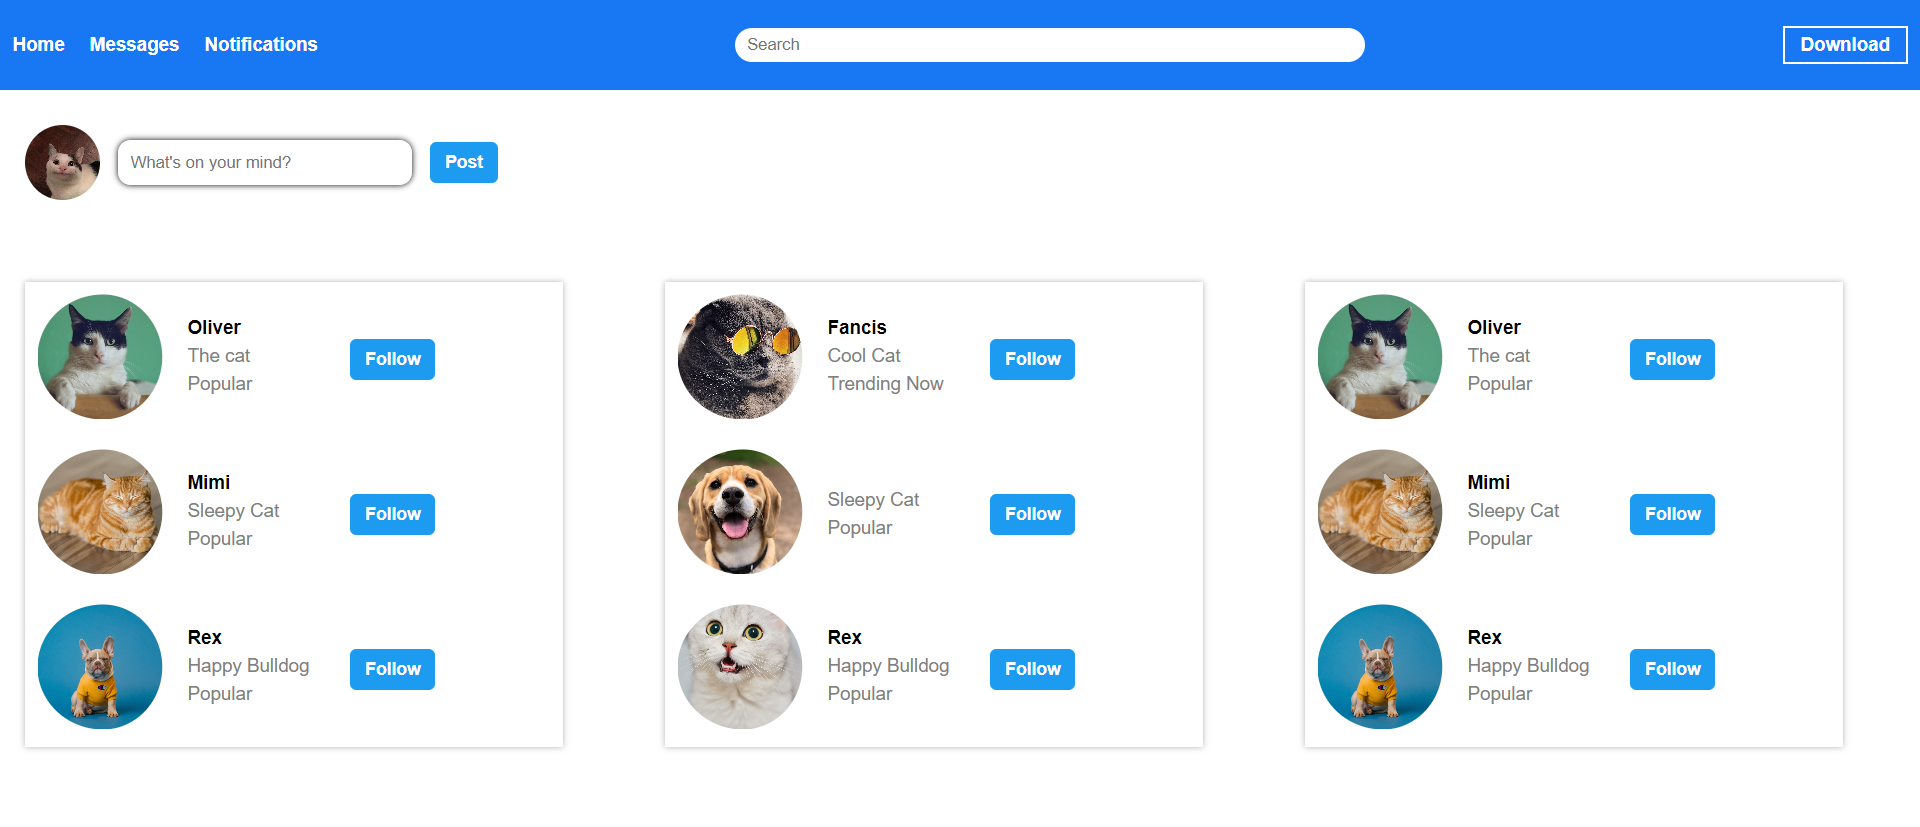 Home Messages Notifications Search Download
What's on your mind? Post
Oliver
The cat
Popular
Follow
Mimi
Sleepy Cat
Popular
Follow
Rex
Happy Bulldog
Popular
Follow
Fancis
Cool Cat
Trending Now
Follow
Sleepy Cat
Popular
Follow
Rex
Happy Bulldog
Popular
Follow
Oliver
The cat
Popular
Follow
Mimi
Sleepy Cat
Popular
Follow
Rex
Happy Bulldog
Popular
Follow